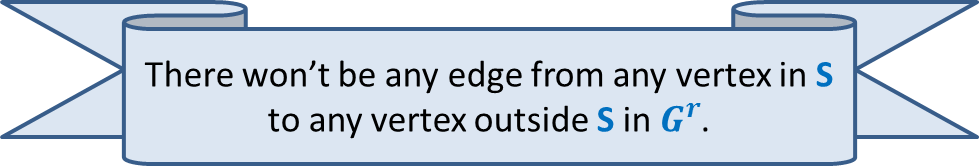 There won’t be any edge from any vertex in S
to any vertex outside S in Gʳ.